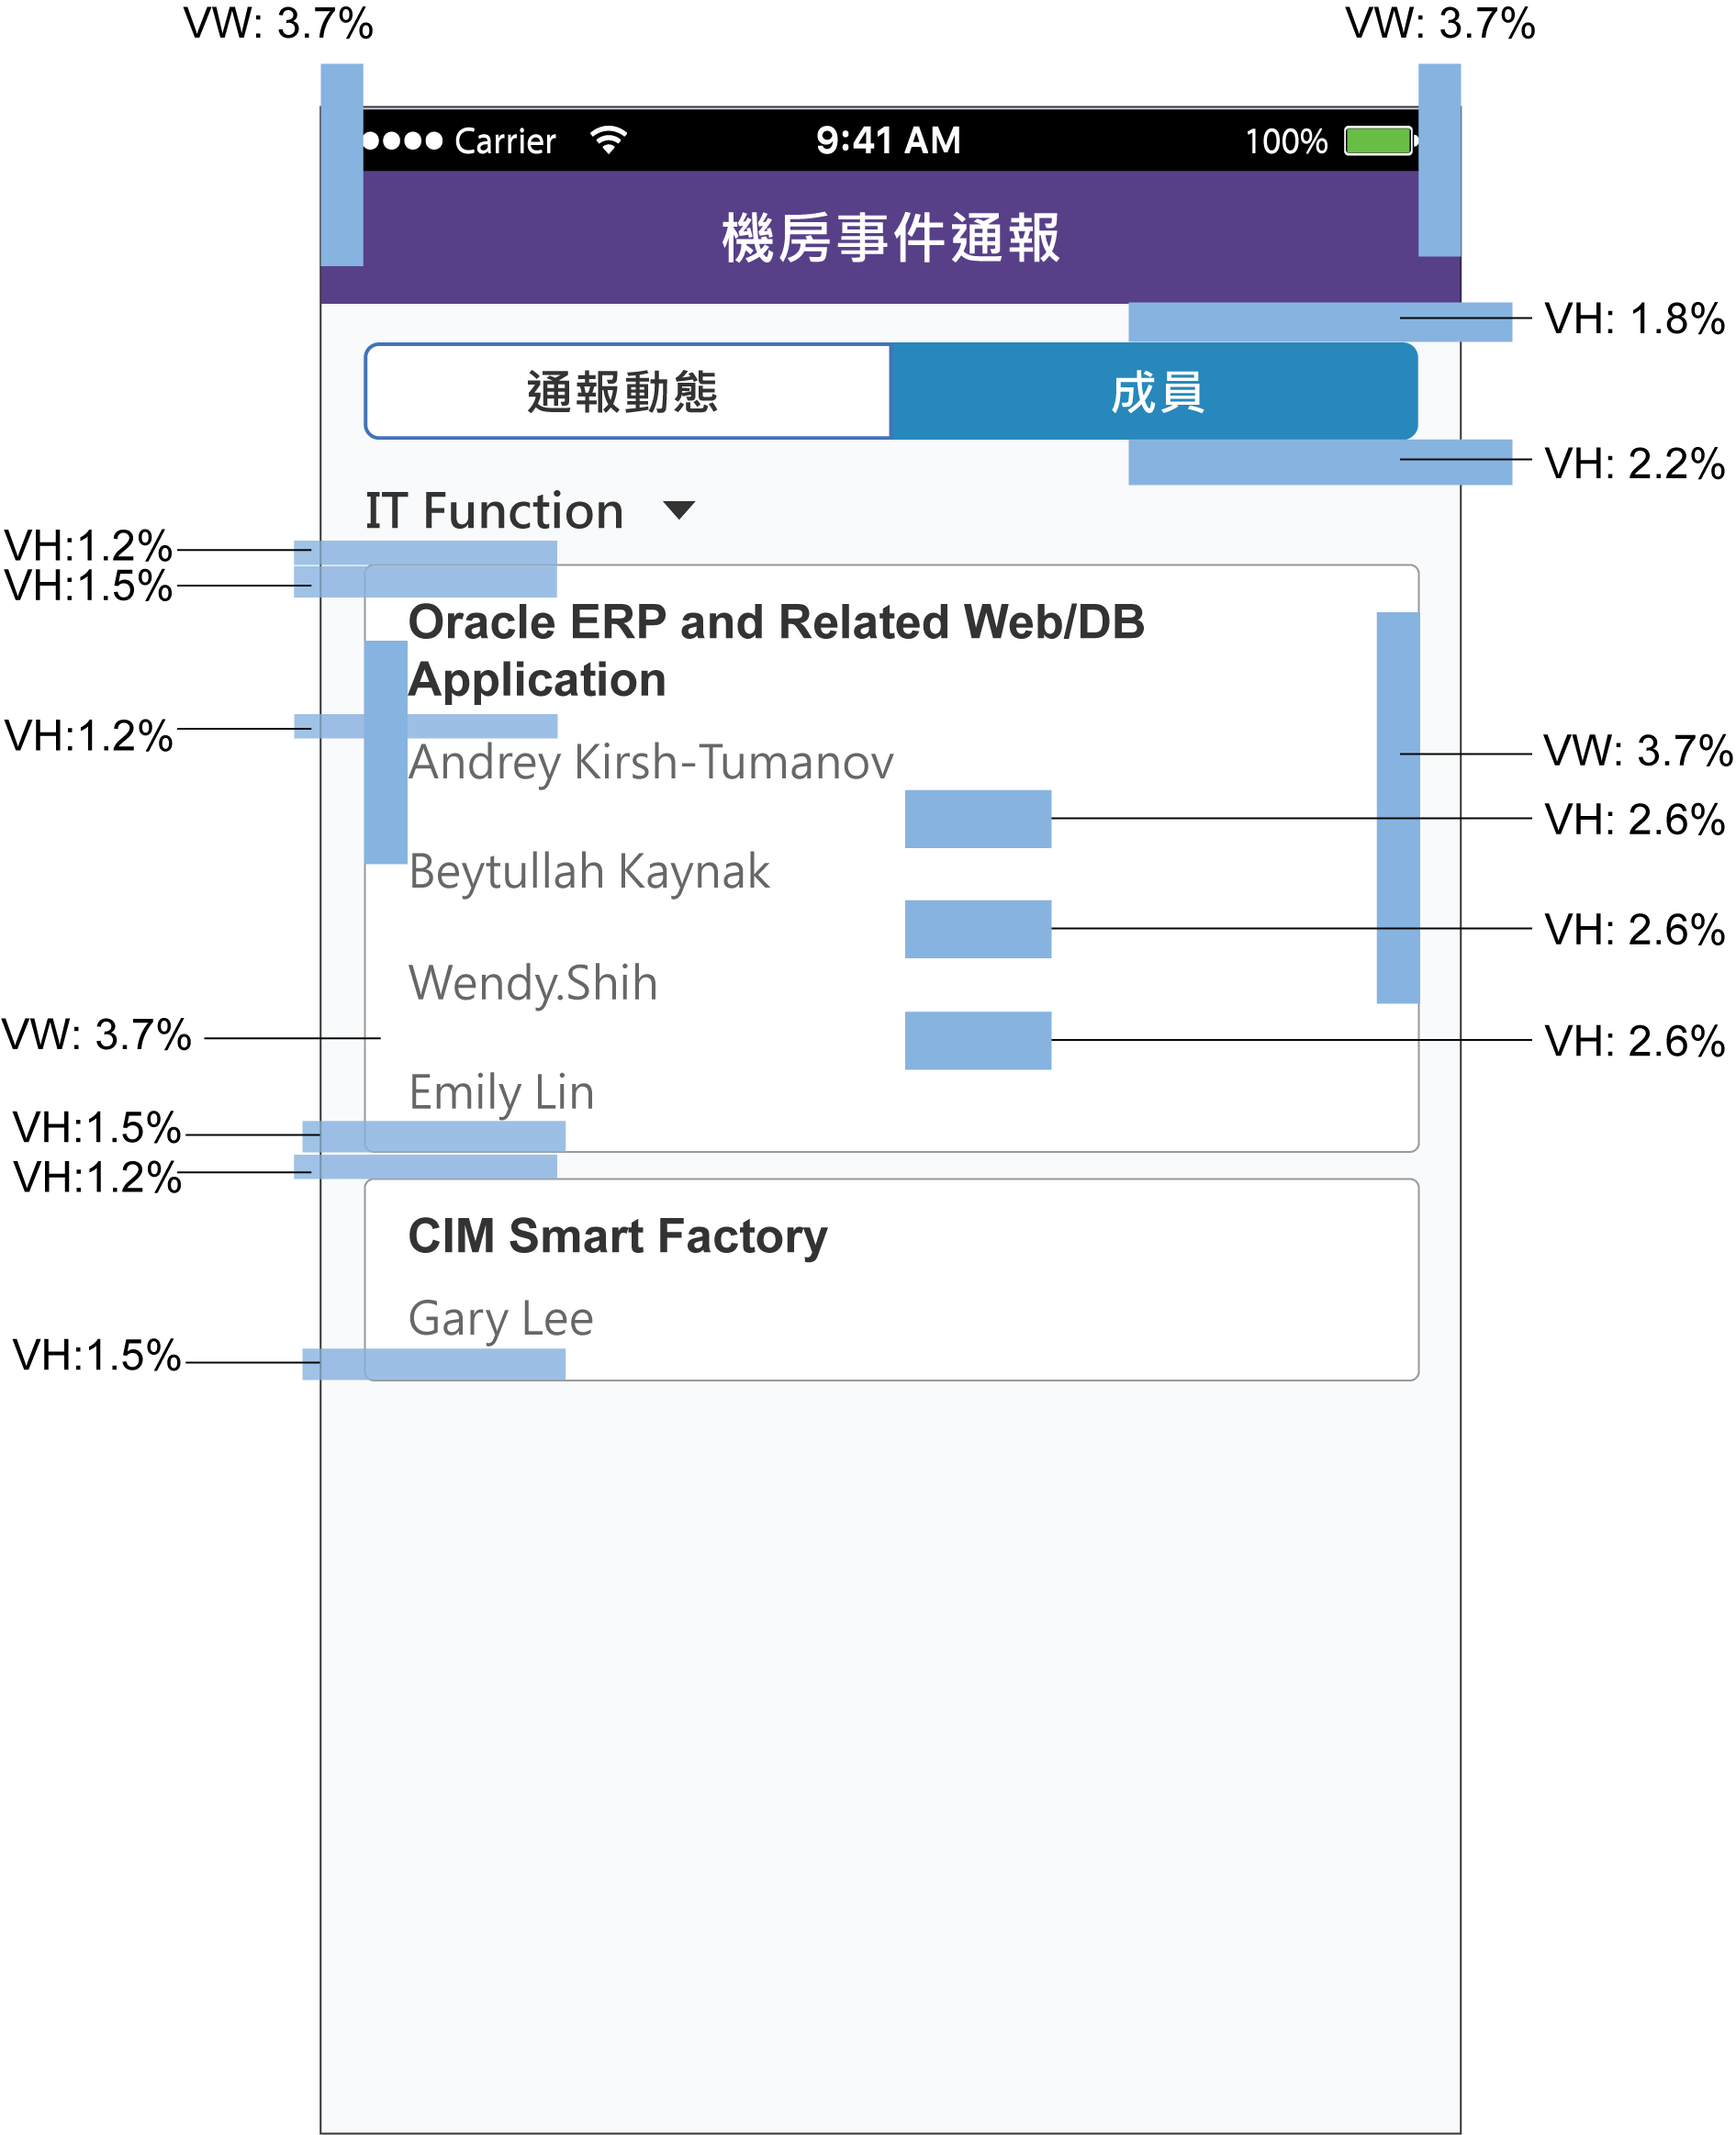 VW: 3.7%
VW: 3.7%
Carrier 9:41 AM 100%
機房事件通報
VH: 1.8%
通報動態 成員
VH: 2.2%
IT Function
VH:1.2%
VH:1.5%
Oracle ERP and Related Web/DB
Application
VH:1.2%
Andrey Kirsh-Tumanov
VW: 3.7%
VH: 2.6%
Beytullah Kaynak
VH: 2.6%
Wendy.Shih
VW: 3.7%
VH: 2.6%
Emily Lin
VH:1.5%
VH:1.2%
CIM Smart Factory
Gary Lee
VH:1.5%